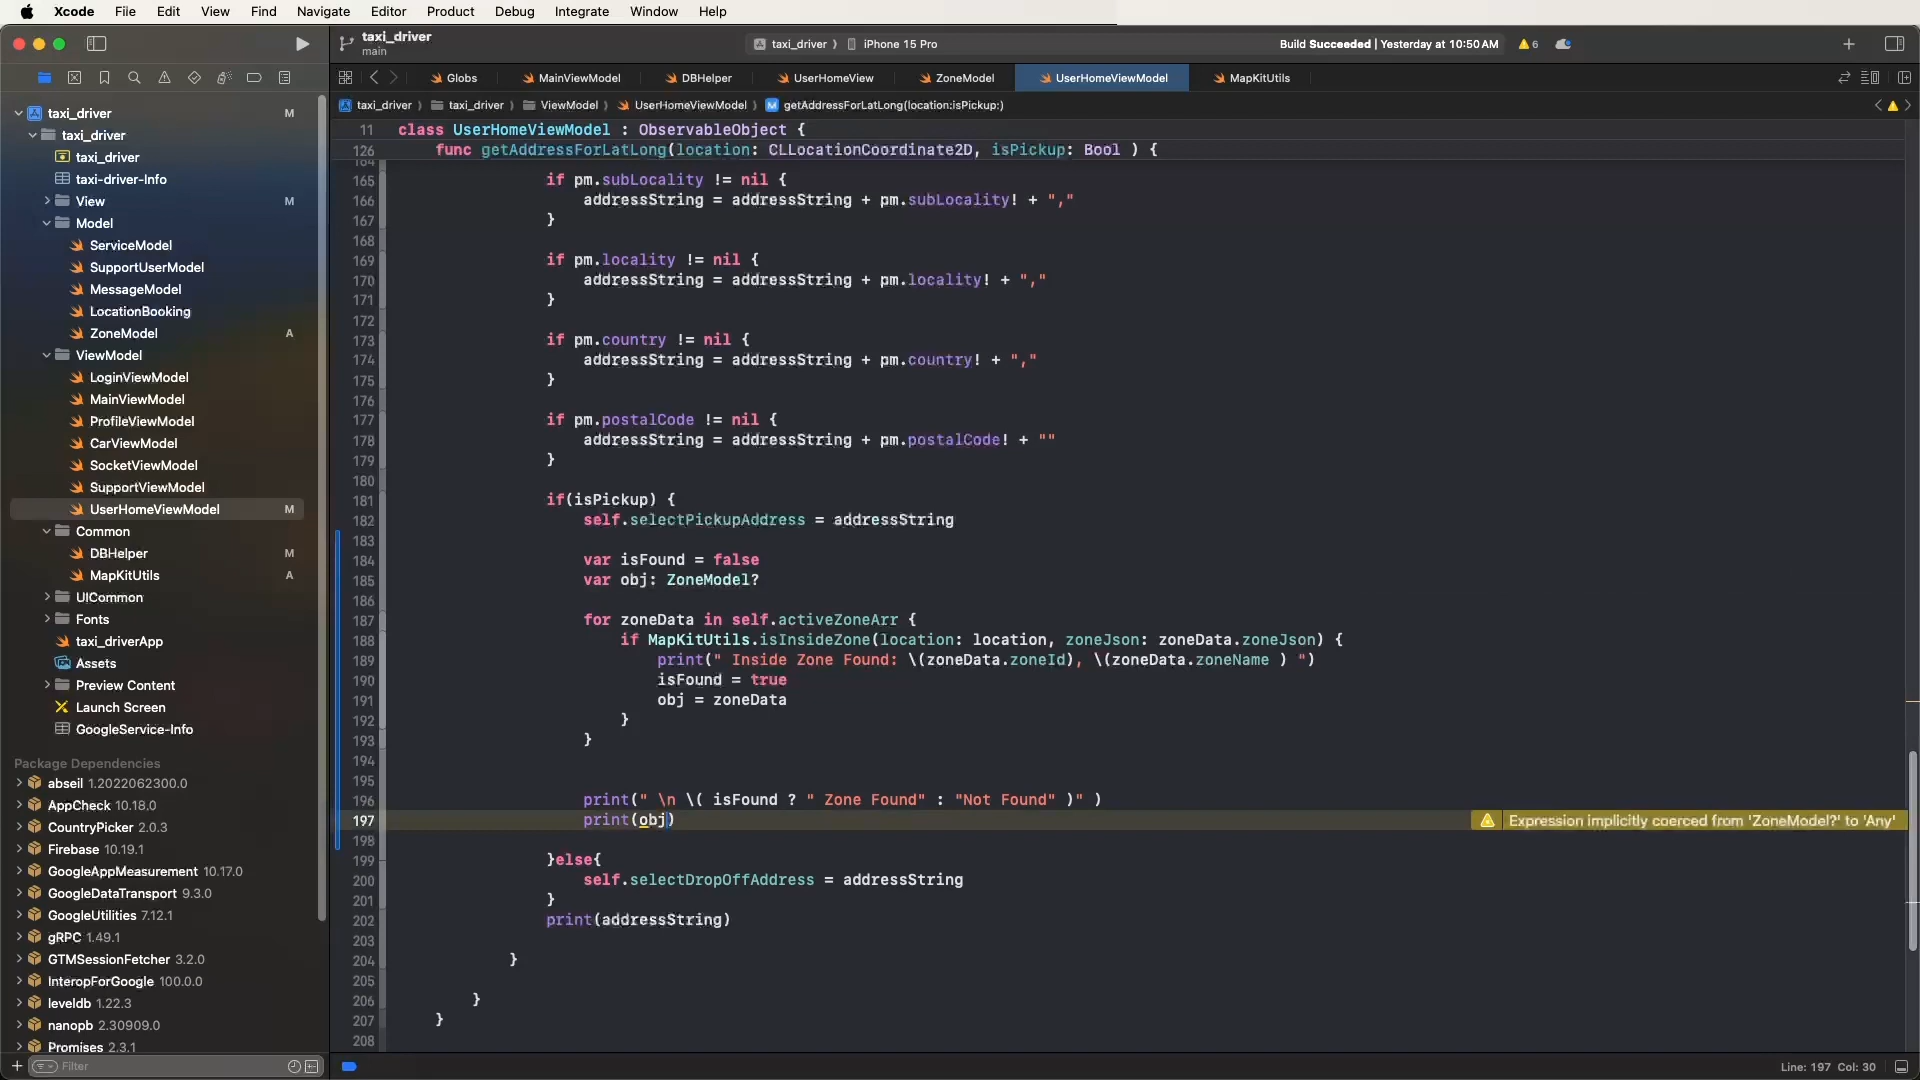 Xcode File Edit View Find Navigate Editor Product Debug Integrate Window Help
taxi_driver
main
taxi_driver iPhone 15 Pro
Build Succeeded | Yesterday at 10:50 AM 6
Globs MainViewModel DBHelper UserHomeView ZoneModel UserHomeViewModel MapKitUtils
taxi_driver taxi_driver ViewModel UserHomeViewModel M getAddressForLatLong(location:isPickup:)
taxi_driver M
taxi_driver
taxi_driver
taxi-driver-Info
View M
Model
ServiceModel
SupportUserModel
MessageModel
LocationBooking
ZoneModel A
ViewModel
LoginViewModel
MainViewModel
ProfileViewModel
CarViewModel
SocketViewModel
SupportViewModel
UserHomeViewModel M
Common
DBHelper M
MapKitUtils A
UICommon
Fonts
taxi_driverApp
Assets
Preview Content
Launch Screen
GoogleService-Info
Package Dependencies
abseil 1.2022062300.0
AppCheck 10.18.0
CountryPicker 2.0.3
Firebase 10.19.1
GoogleAppMeasurement 10.17.0
GoogleDataTransport 9.3.0
GoogleUtilities 7.12.1
gRPC 1.49.1
GTMSessionFetcher 3.2.0
InteropForGoogle 100.0.0
leveldb 1.22.3
nanopb 2.30909.0
Promises 2.3.1
Filter
11 class UserHomeViewModel : ObservableObject {
126 func getAddressForLatLong(location: CLLocationCoordinate2D, isPickup: Bool ) {
164
165 if pm.subLocality != nil {
166 addressString = addressString + pm.subLocality! + ","
167 }
168
169 if pm.locality != nil {
170 addressString = addressString + pm.locality! + ","
171 }
172
173 if pm.country != nil {
174 addressString = addressString + pm.country! + ","
175 }
176
177 if pm.postalCode != nil {
178 addressString = addressString + pm.postalCode! + ""
179 }
180
181 if(isPickup) {
182 self.selectPickupAddress = addressString
183
184 var isFound = false
185 var obj: ZoneModel?
186
187 for zoneData in self.activeZoneArr {
188 if MapKitUtils.isInsideZone(location: location, zoneJson: zoneData.zoneJson) {
189 print(" Inside Zone Found: \(zoneData.zoneId), \(zoneData.zoneName ) ")
190 isFound = true
191 obj = zoneData
192 }
193 }
194
195
196 print(" \n \( isFound ? " Zone Found" : "Not Found" )" )
197 print(obj) Expression implicitly coerced from 'ZoneModel?' to 'Any'
198
199 }else{
200 self.selectDropOffAddress = addressString
201 }
202 print(addressString)
203
204 }
205
206 }
207 }
208
Line: 197 Col: 30